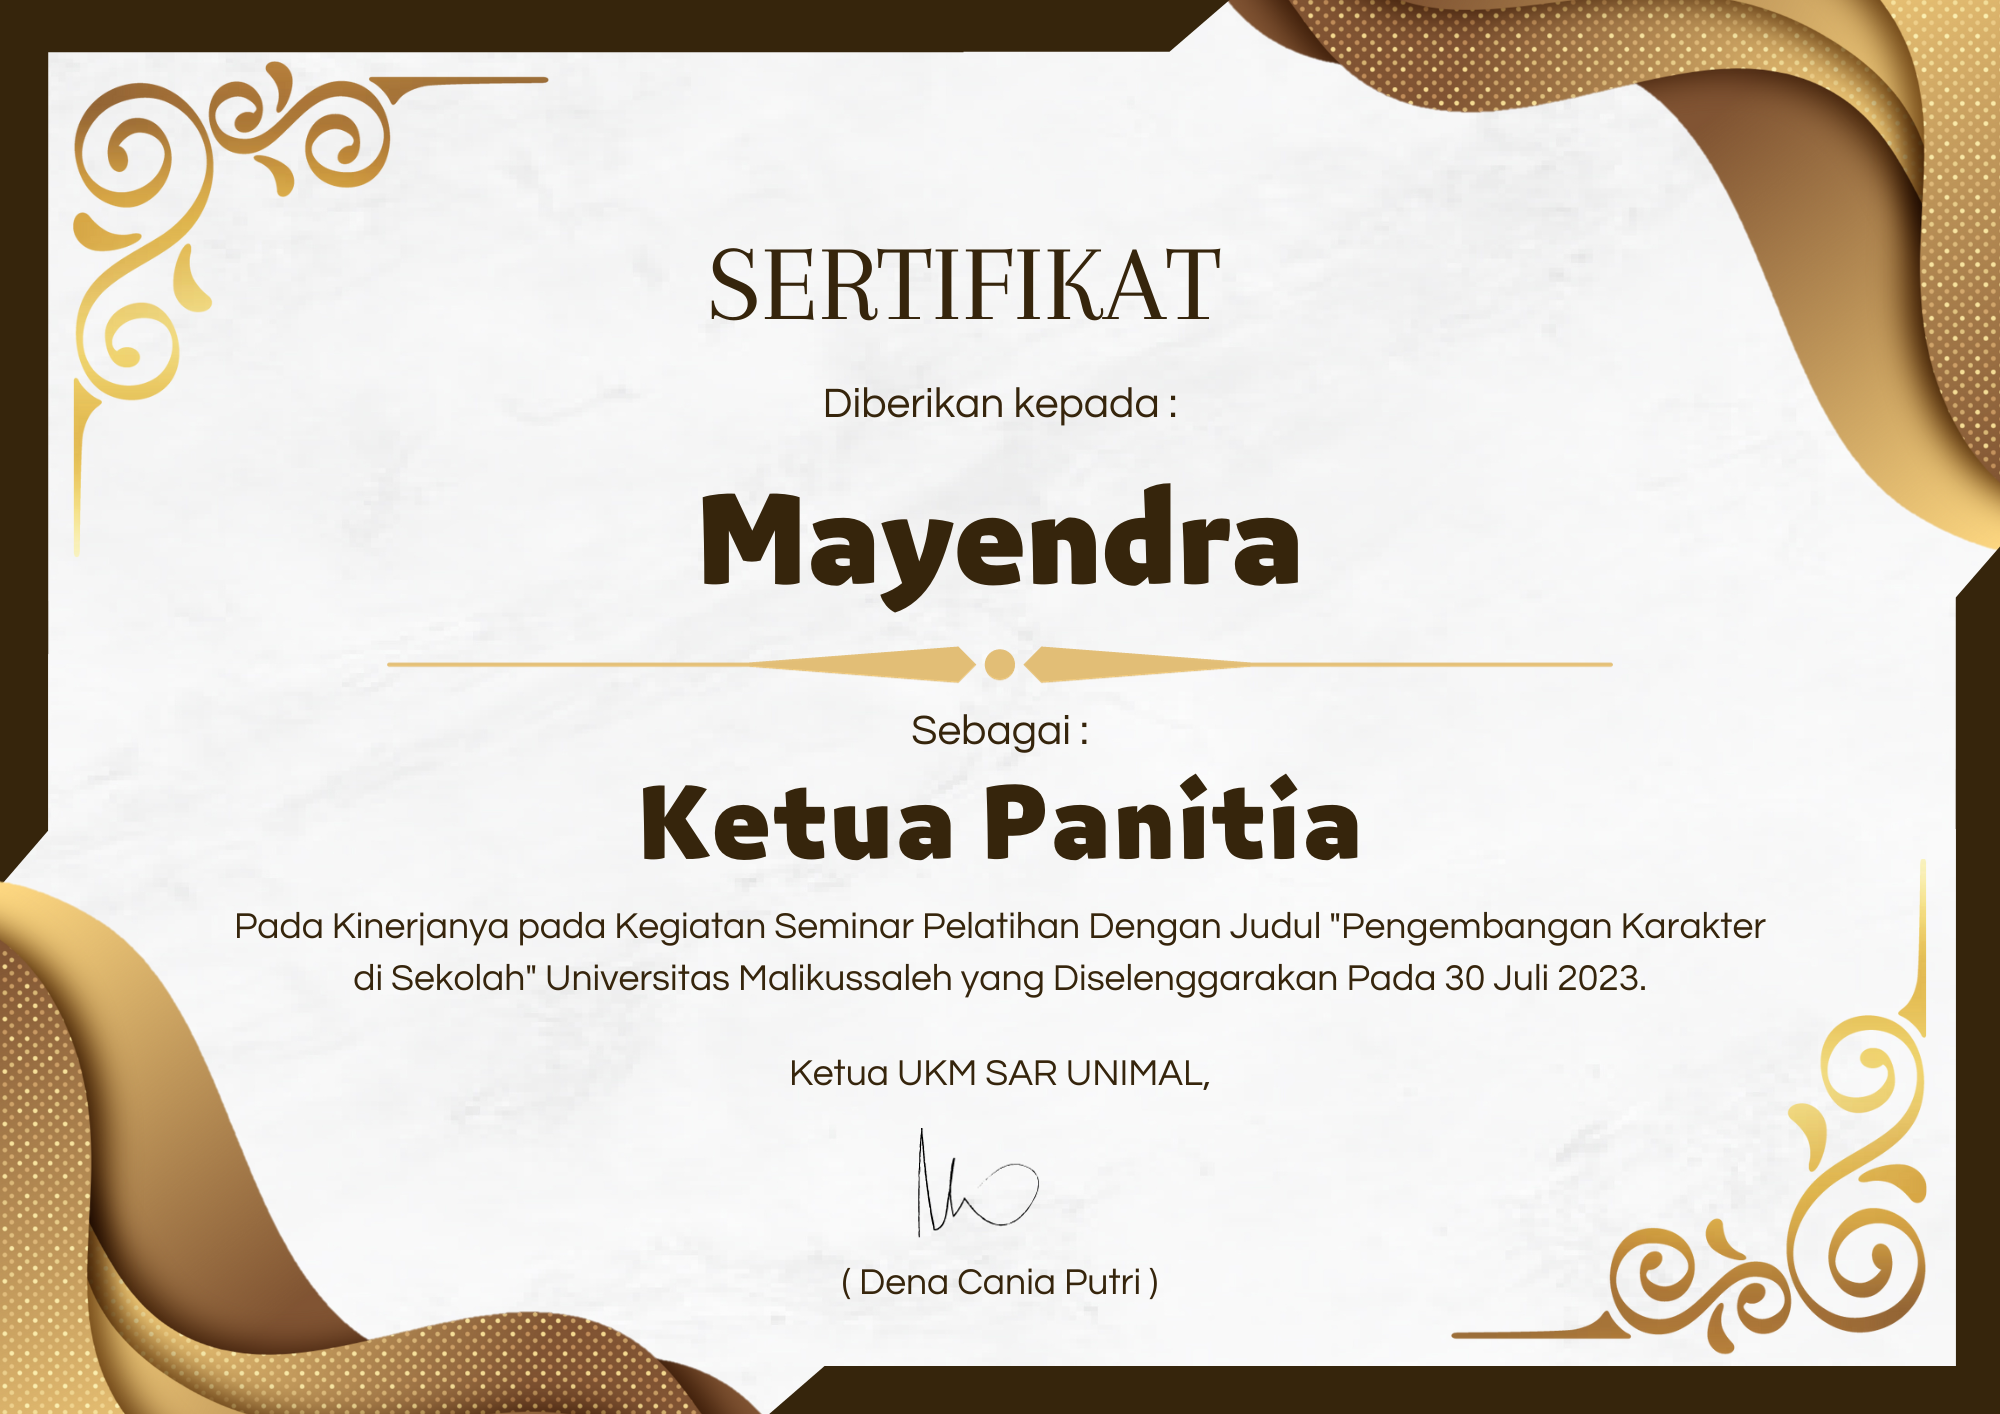 SERTIFIKAT
Diberikan kepada :
Mayendra
Sebagai :
Ketua Panitia
Pada Kinerjanya pada Kegiatan Seminar Pelatihan Dengan Judul "Pengembangan Karakter
di Sekolah" Universitas Malikussaleh yang Diselenggarakan Pada 30 Juli 2023.
Ketua UKM SAR UNIMAL,
( Dena Cania Putri )